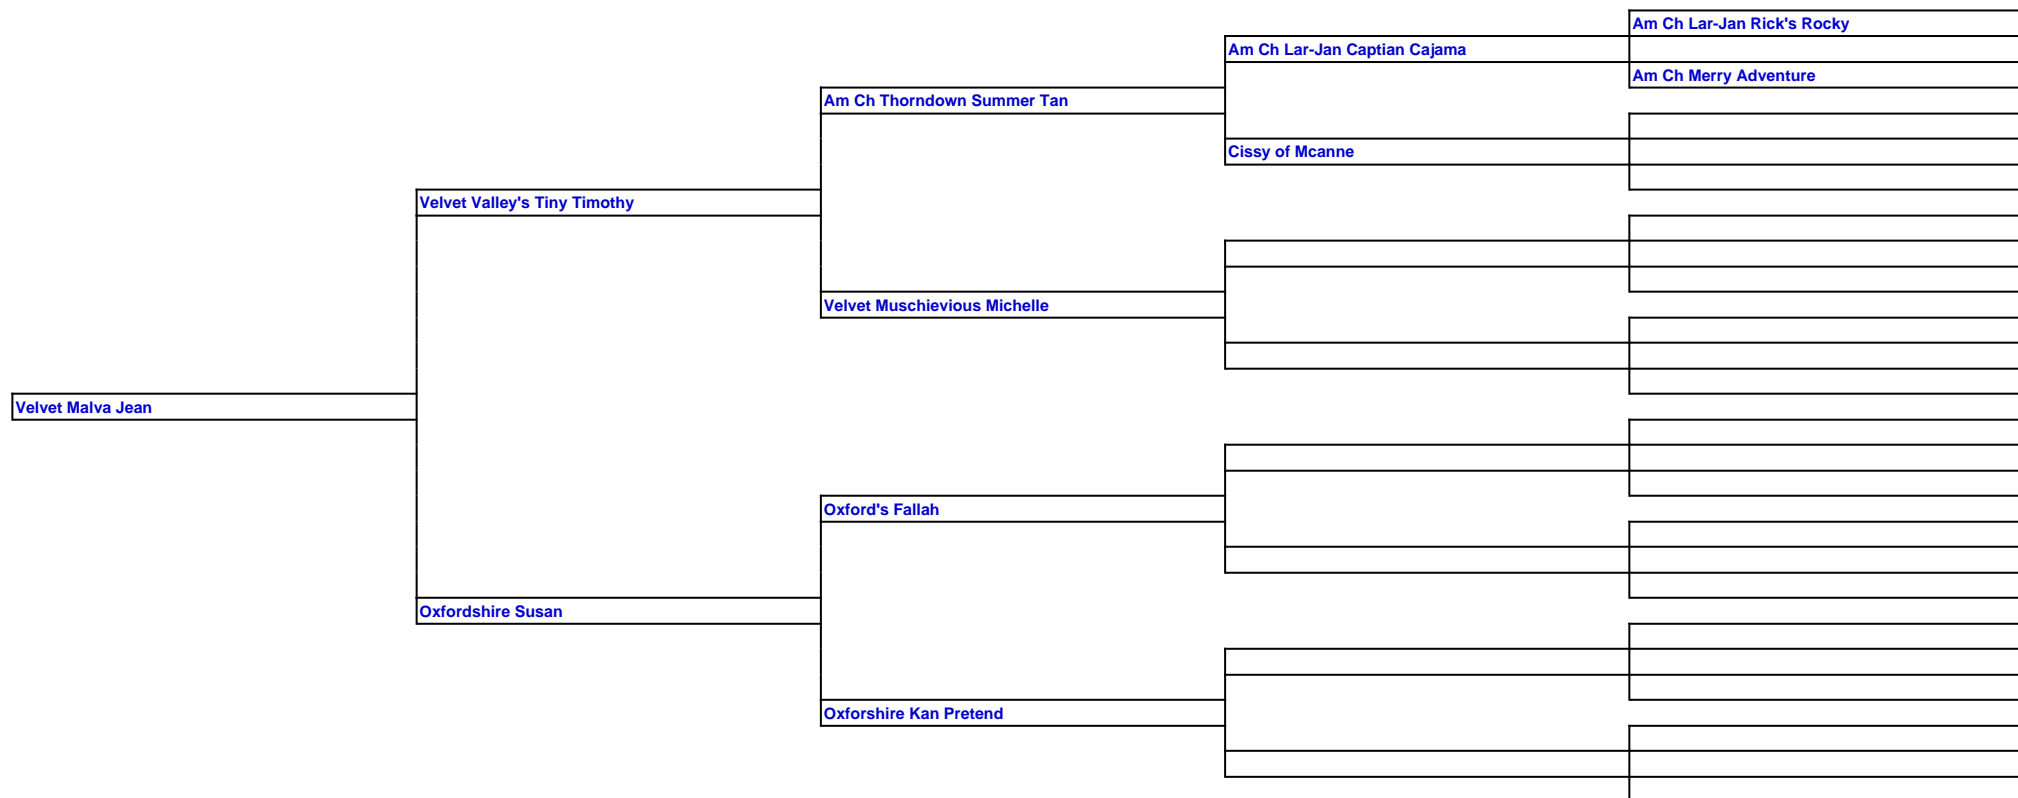 Am Ch Lar-Jan Rick's Rocky
Am Ch Lar-Jan Captian Cajama
Am Ch Merry Adventure
Am Ch Thorndown Summer Tan
Cissy of Mcanne
Velvet Valley's Tiny Timothy
Velvet Muschievious Michelle
Velvet Malva Jean
Oxford's Fallah
Oxfordshire Susan
Oxforshire Kan Pretend